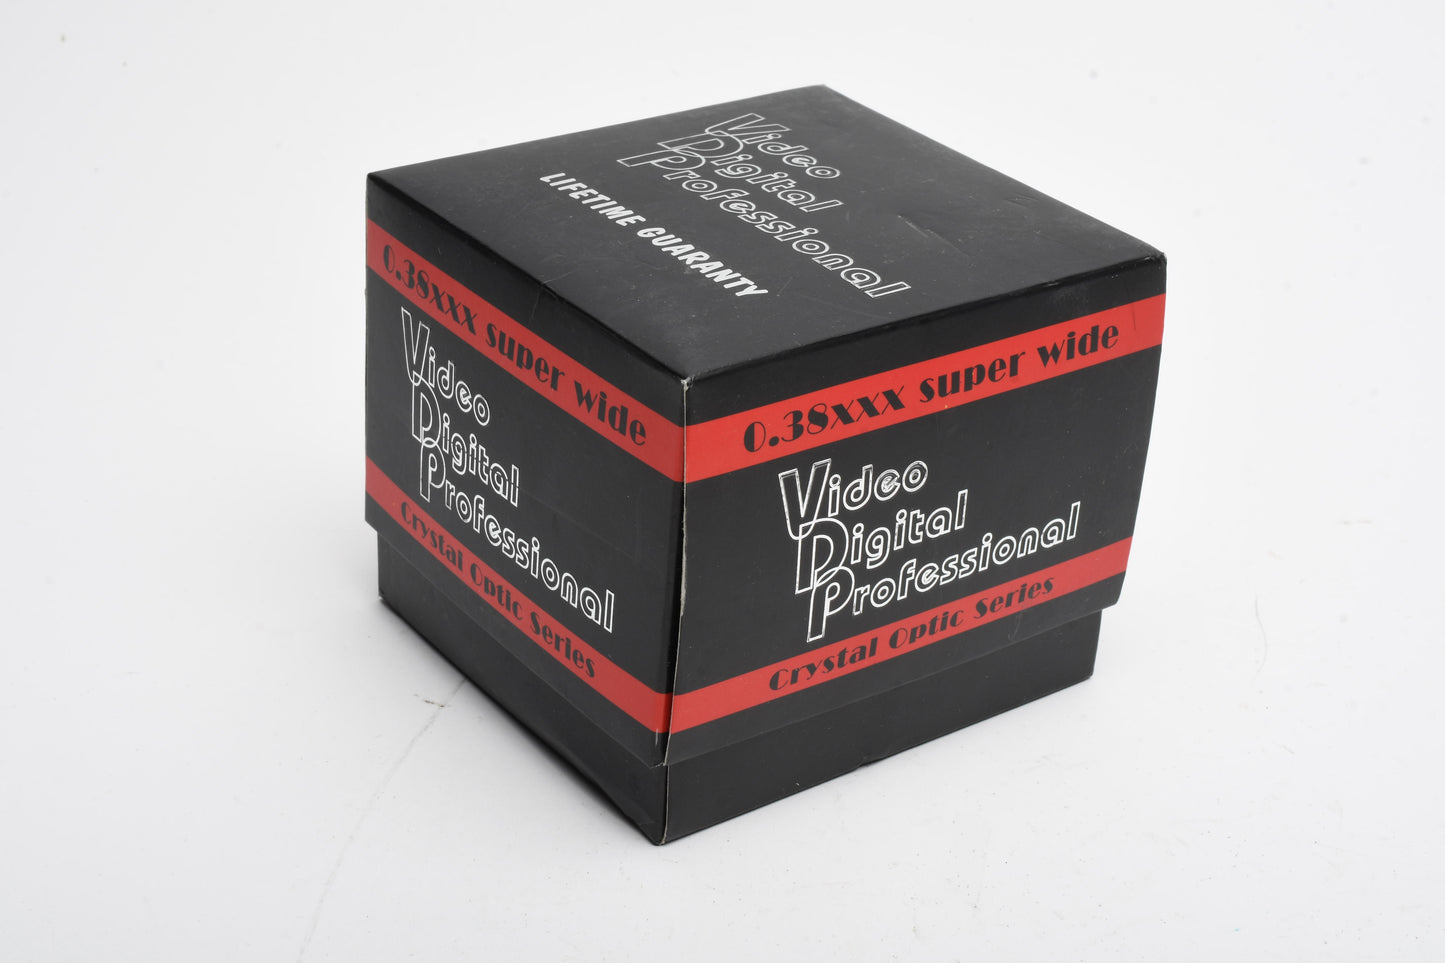 Video
Digital
Professional
LIFETIME GUARANTY
0.38xxx super wide
Video
Digital
Professional
Crystal Optic Series
0.38xxx super wide
Video
Digital
Professional
Crystal Optic Series